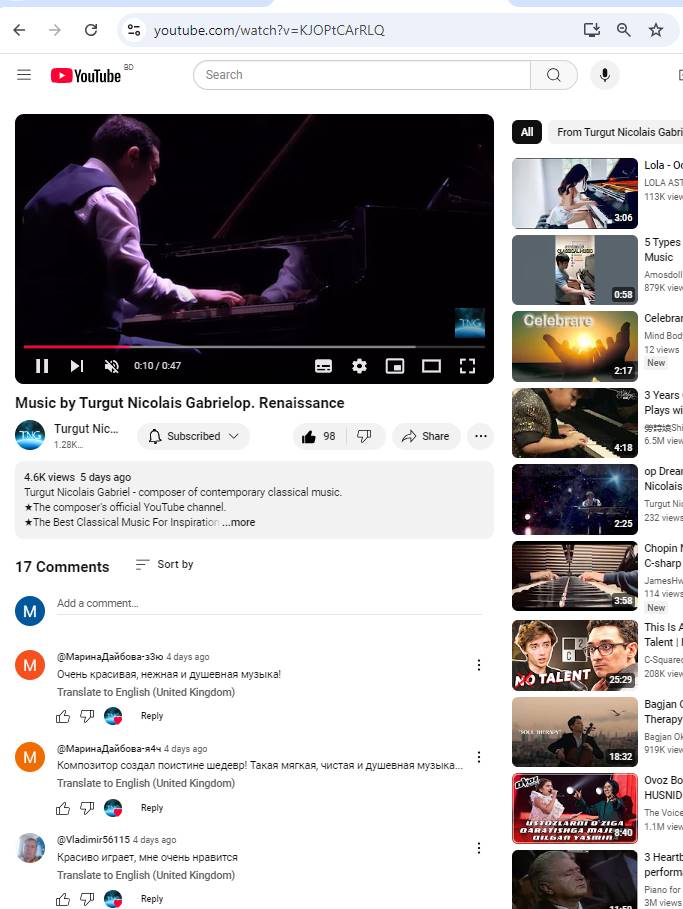 youtube.com/watch?v=KJOPtCArRLQ
YouTube BD
Search
TNG
0:10 / 0:47
Music by Turgut Nicolais Gabrielop. Renaissance
TNG
Turgut Nic...
1.28K...
Subscribed
98
Share
4.6K views 5 days ago
Turgut Nicolais Gabriel - composer of contemporary classical music.
★The composer's official YouTube channel.
★The Best Classical Music For Inspiration ...more
17 Comments
Sort by
M
Add a comment...
M
@МаринаДайбова-з3ю 4 days ago
Очень красивая, нежная и душевная музыка!
Translate to English (United Kingdom)
Reply
M
@МаринаДайбова-я4ч 4 days ago
Композитор создал поистине шедевр! Такая мягкая, чистая и душевная музыка...
Translate to English (United Kingdom)
Reply
@Vladimir56115 4 days ago
Красиво играет, мне очень нравится
Translate to English (United Kingdom)
Reply
All
From Turgut Nicolais Gabri
3:06
Lola - Oc
LOLA AST
113K view
0:58
5 Types
Music
Amosdoll
879K view
Celebrare
2:17
Celebrar
Mind Bod
12 views
New
4:18
3 Years
Plays wi
Shi
6.5M view
2:25
op Drear
Nicolais
Turgut Nic
232 views
3:58
Chopin N
C-sharp
JamesHw
114 views
New
NO TALENT
25:29
This Is A
Talent |
C-Square
208K view
"SOUL THERAPY"
18:32
Bagjan O
Therapy
Bagjan Ok
919K view
USTOZLARNI O'ZIGA
QARATISHGA MAJB
QILGAN YASMIN
8:40
Ovoz Bo
HUSNID
The Voice
1.1M view
11:59
3 Heartb
perform
Piano for
3M views